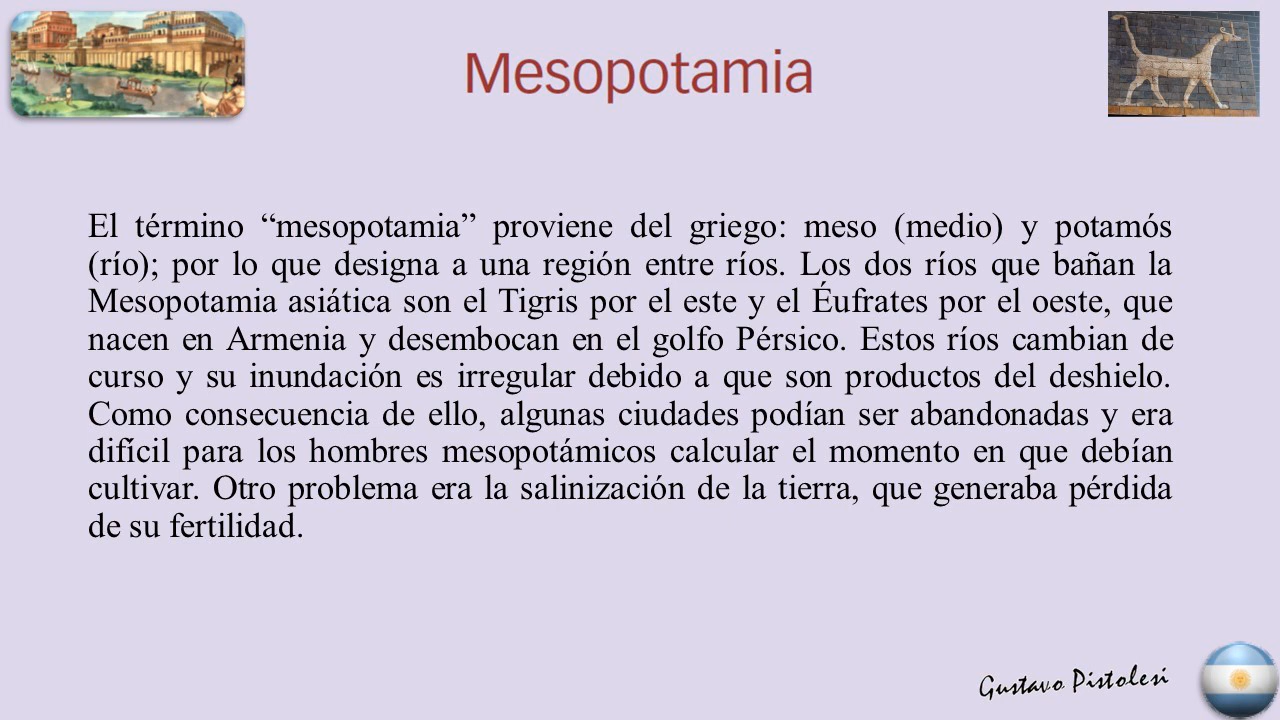 Mesopotamia
El término “mesopotamia” proviene del griego: meso (medio) y potamós
(río); por lo que designa a una región entre ríos. Los dos ríos que bañan la
Mesopotamia asiática son el Tigris por el este y el Éufrates por el oeste, que
nacen en Armenia y desembocan en el golfo Pérsico. Estos ríos cambian de
curso y su inundación es irregular debido a que son productos del deshielo.
Como consecuencia de ello, algunas ciudades podían ser abandonadas y era
difícil para los hombres mesopotámicos calcular el momento en que debían
cultivar. Otro problema era la salinización de la tierra, que generaba pérdida
de su fertilidad.
Gustavo Pistolesi